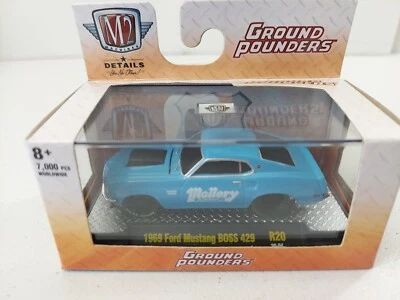 M2
MACHINES
DETAILS
GROUND
POUNDERS
8+
7,000 PCS
WORLDWIDE
Mallory
1969 Ford Mustang BOSS 429
R20
GROUND
POUNDERS